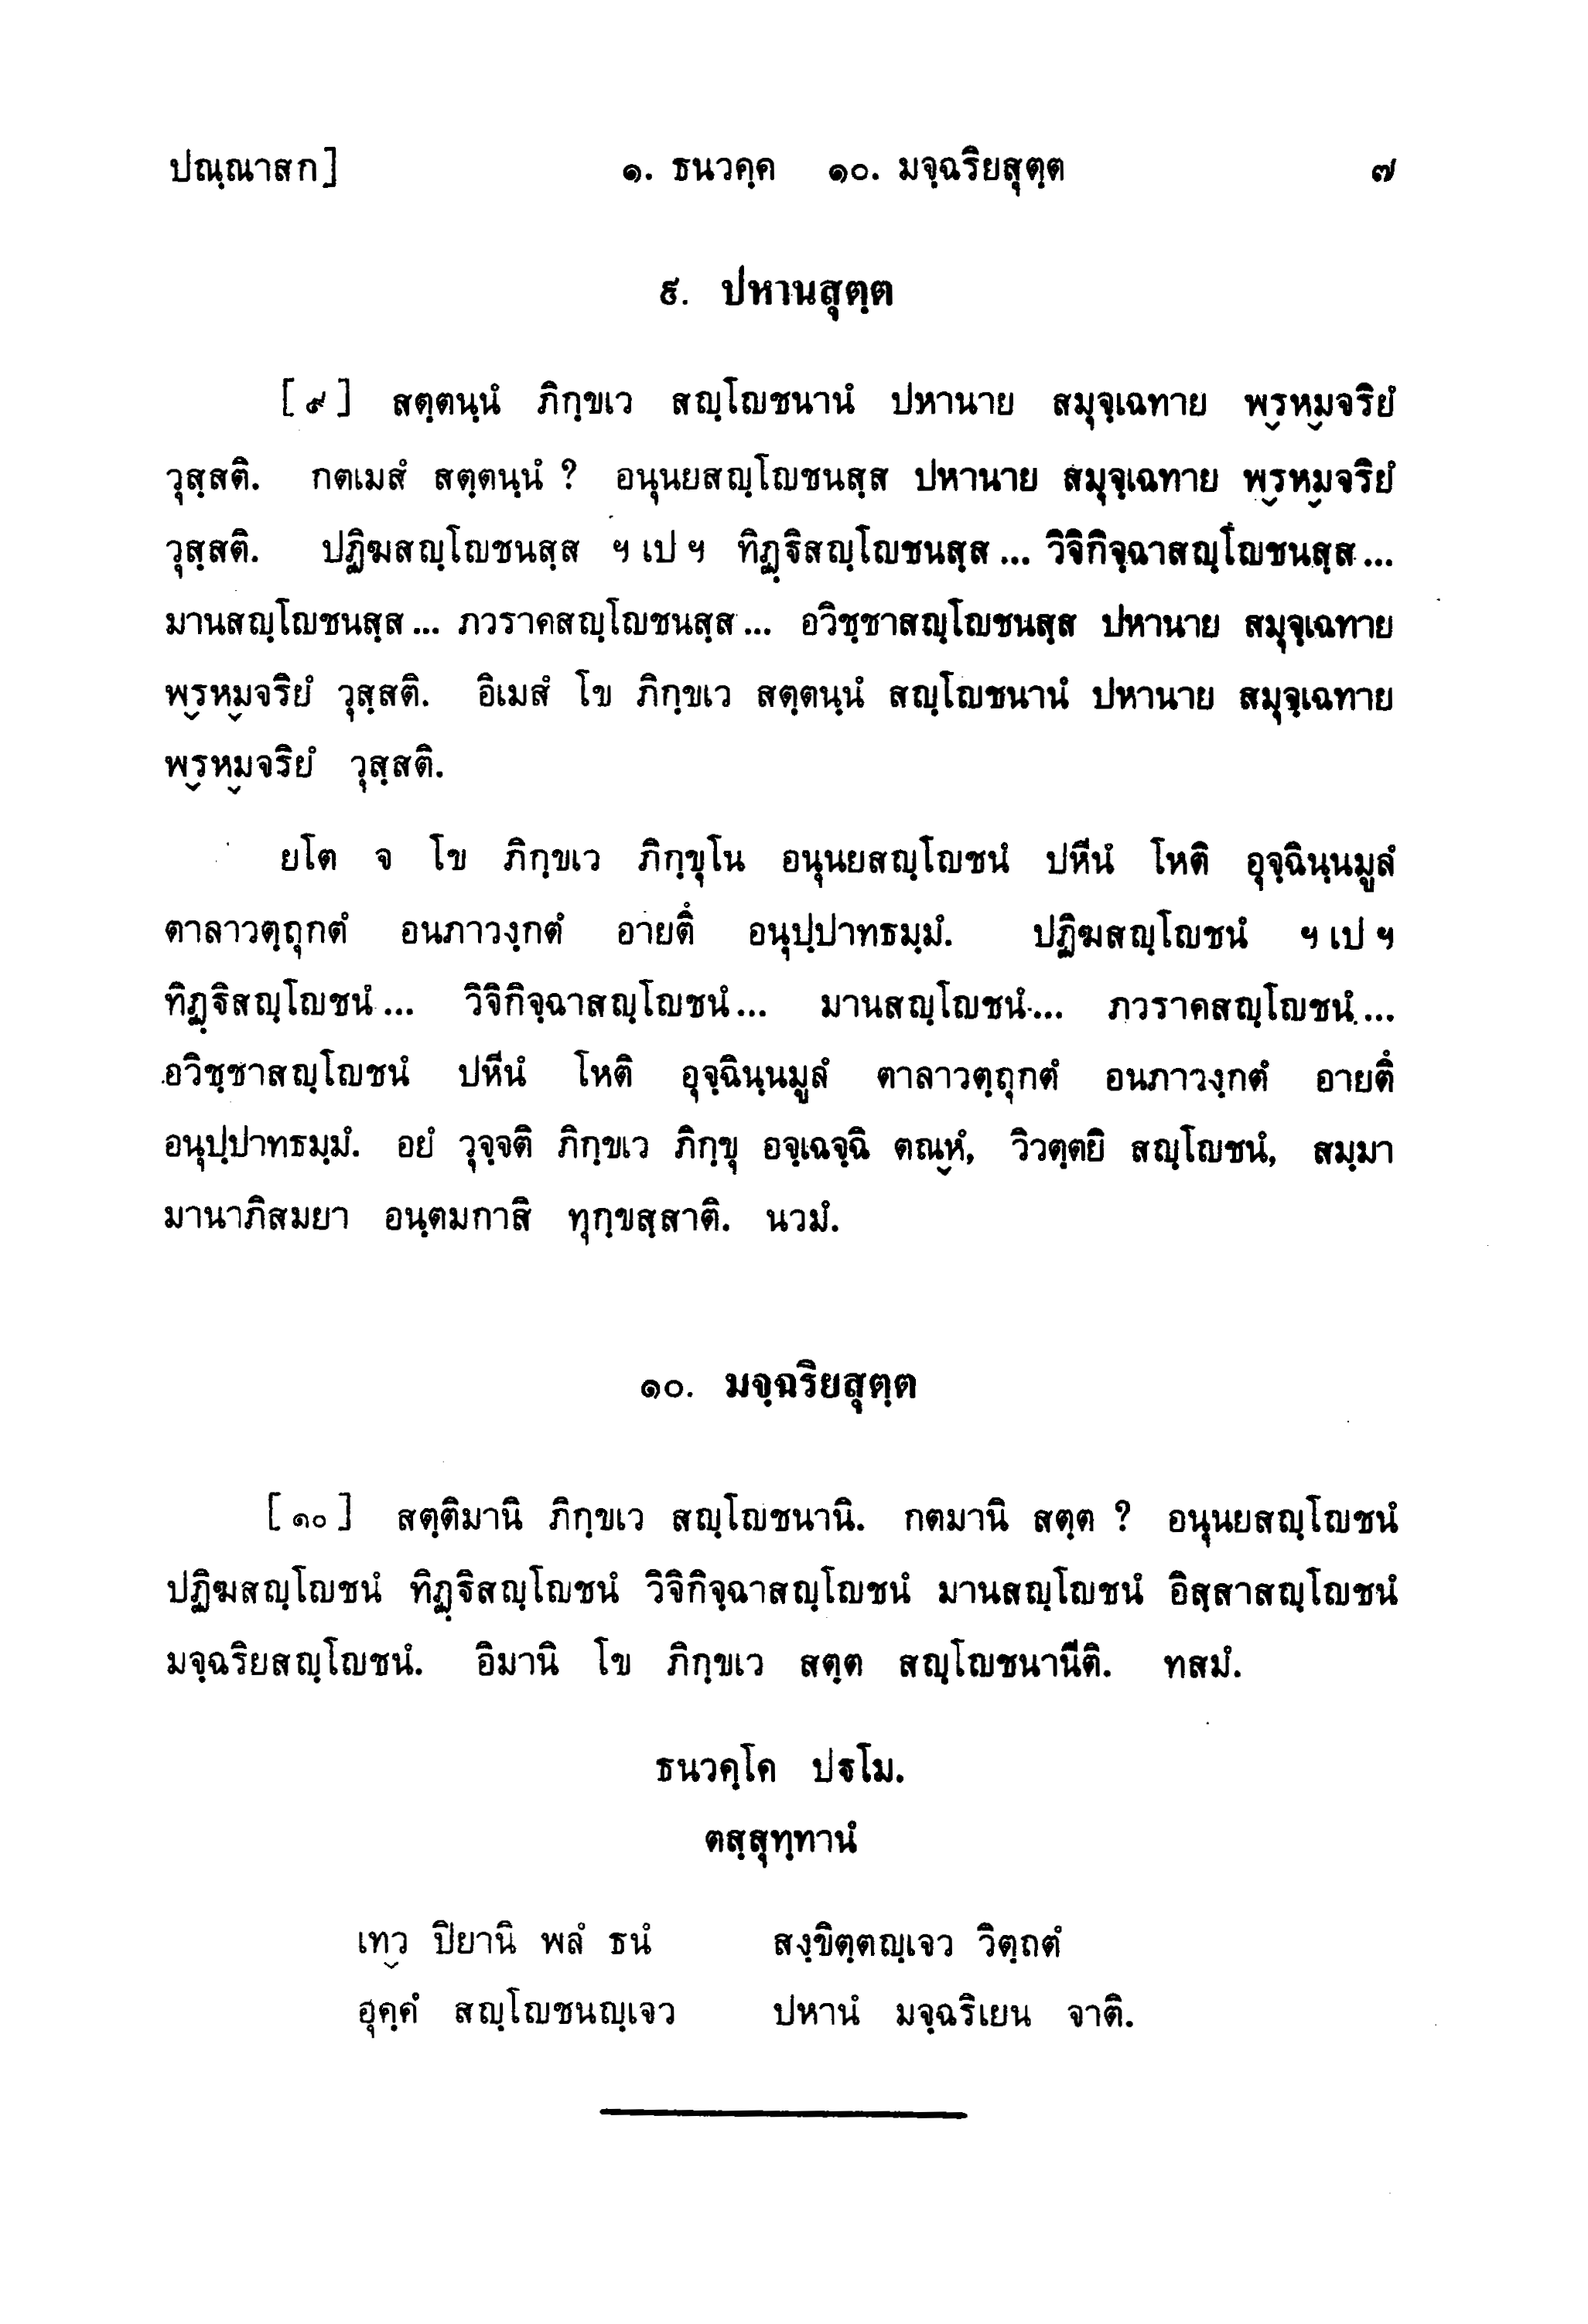 ปณฺณาสก] ๑. ธนวคฺค ๑๐. มจฺฉริยสุตฺต ๗
๙. ปหานสุตฺต
[๙] สตฺตนฺนํ ภิกฺขเว สญฺโญชนานํ ปหานาย สมุจฺเฉทาย พฺรหฺมจริยํ
วุสฺสติ. กตเมสํ สตฺตนฺนํ ? อนุนยสญฺโญชนสฺส ปหานาย สมุจฺเฉทาย พฺรหฺมจริยํ
วุสฺสติ. ปฏิฆสญฺโญชนสฺส ฯ เป ฯ ทิฏฺฐิสญฺโญชนสฺส ... วิจิกิจฺฉาสญฺโญชนสฺส ...
มานสญฺโญชนสฺส ... ภวราคสญฺโญชนสฺส ... อวิชฺชาสญฺโญชนสฺส ปหานาย สมุจฺเฉทาย
พฺรหฺมจริยํ วุสฺสติ. อิเมสํ โข ภิกฺขเว สตฺตนฺนํ สญฺโญชนานํ ปหานาย สมุจฺเฉทาย
พฺรหฺมจริยํ วุสฺสติ.
ยโต จ โข ภิกฺขเว ภิกฺขุโน อนุนยสญฺโญชนํ ปหีนํ โหติ อุจฺฉินฺนมูลํ
ตาลาวตฺถุกตํ อนภาวงฺกตํ อายตึ อนุปฺปาทธมฺมํ. ปฏิฆสญฺโญชนํ ฯ เป ฯ
ทิฏฺฐิสญฺโญชนํ ... วิจิกิจฺฉาสญฺโญชนํ ... มานสญฺโญชนํ ... ภวราคสญฺโญชนํ ...
อวิชฺชาสญฺโญชนํ ปหีนํ โหติ อุจฺฉินฺนมูลํ ตาลาวตฺถุกตํ อนภาวงฺกตํ อายตึ
อนุปฺปาทธมฺมํ. อยํ วุจฺจติ ภิกฺขเว ภิกฺขุ อจฺเฉจฺฉิ ตณฺหํ, วิวตฺตยิ สญฺโญชนํ, สมฺมา
มานาภิสมยา อนฺตมกาสิ ทุกฺขสฺสาติ. นวมํ.
๑๐. มจฺฉริยสุตฺต
[๑๐] สตฺติมานิ ภิกฺขเว สญฺโญชนานิ. กตมานิ สตฺต ? อนุนยสญฺโญชนํ
ปฏิฆสญฺโญชนํ ทิฏฺฐิสญฺโญชนํ วิจิกิจฺฉาสญฺโญชนํ มานสญฺโญชนํ อิสฺสาสญฺโญชนํ
มจฺฉริยสญฺโญชนํ. อิมานิ โข ภิกฺขเว สตฺต สญฺโญชนานีติ. ทสมํ.
ธนวคฺโค ปฐโม.
ตสฺสุทฺทานํ
เทฺว ปิยานิ พลํ ธนํ สงฺขิตฺตญฺเจว วิตฺถตํ
อุคฺคํ สญฺโญชนญฺเจว ปหานํ มจฺฉริเยน จาติ.